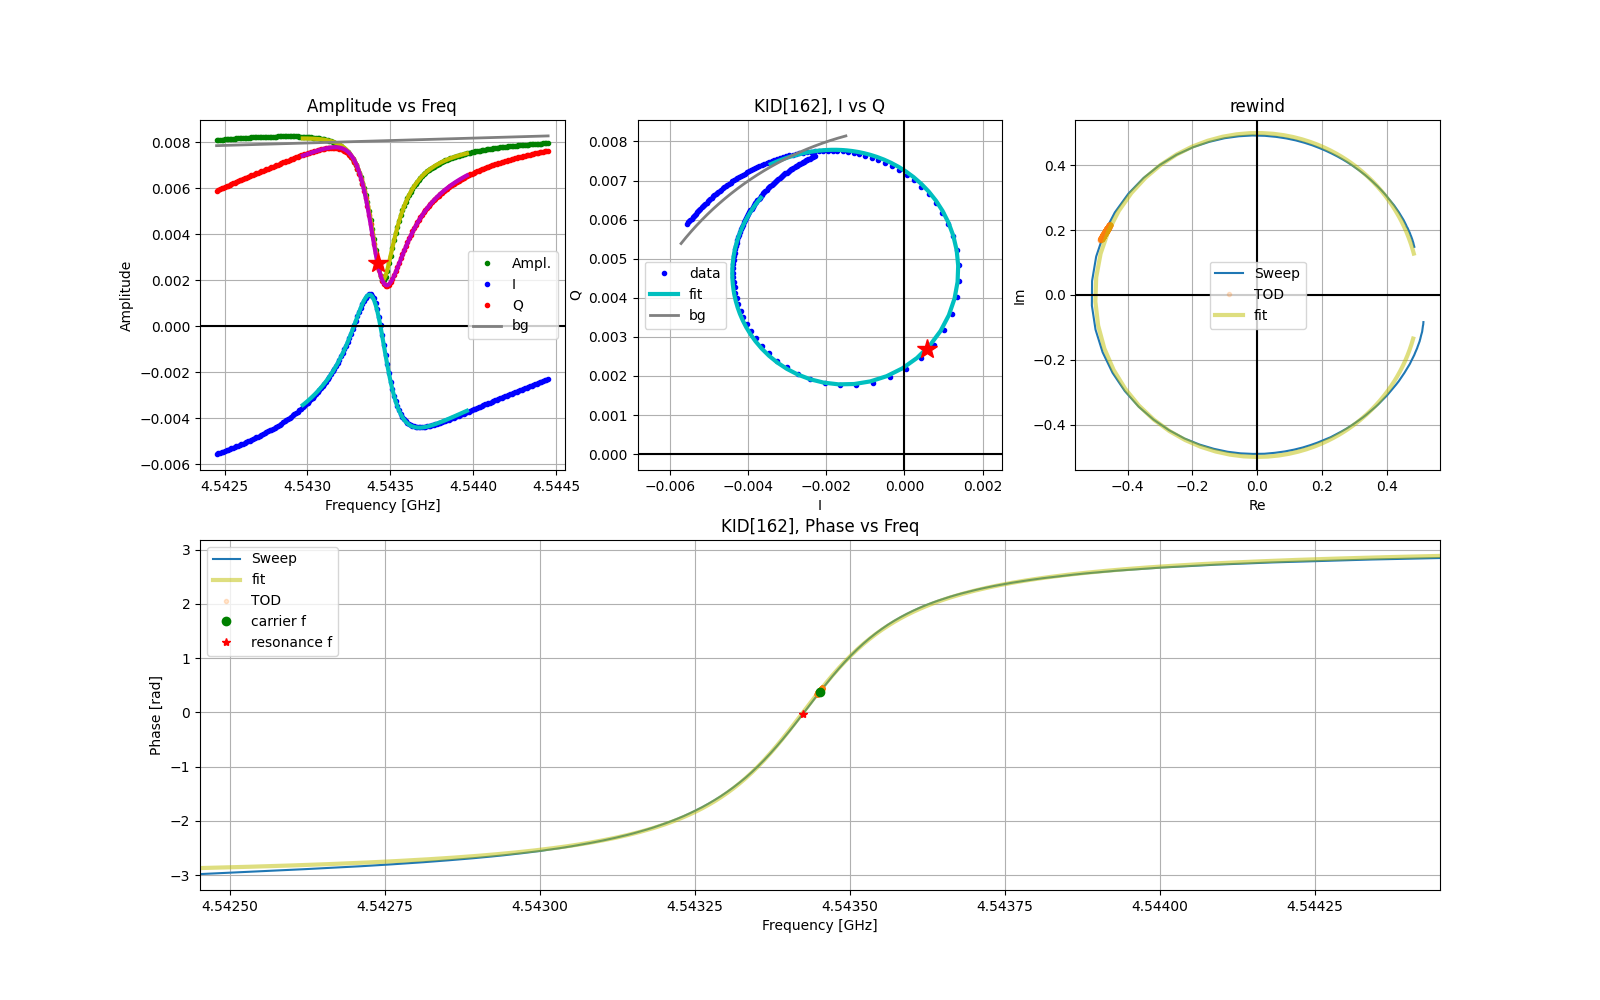 Amplitude vs Freq
0.008
0.006
0.004
0.002
0.000
−0.002
−0.004
−0.006
Amplitude
Ampl.
I
Q
bg
4.5425 4.5430 4.5435 4.5440 4.5445
Frequency [GHz]
KID[162], I vs Q
0.008
0.007
0.006
0.005
0.004
0.003
0.002
0.001
0.000
Q
data
fit
bg
−0.006 −0.004 −0.002 0.000 0.002
I
rewind
0.4
0.2
0.0
−0.2
−0.4
Im
Sweep
TOD
fit
−0.4 −0.2 0.0 0.2 0.4
Re
KID[162], Phase vs Freq
3
2
1
0
−1
−2
−3
Phase [rad]
Sweep
fit
TOD
carrier f
resonance f
4.54250 4.54275 4.54300 4.54325 4.54350 4.54375 4.54400 4.54425
Frequency [GHz]